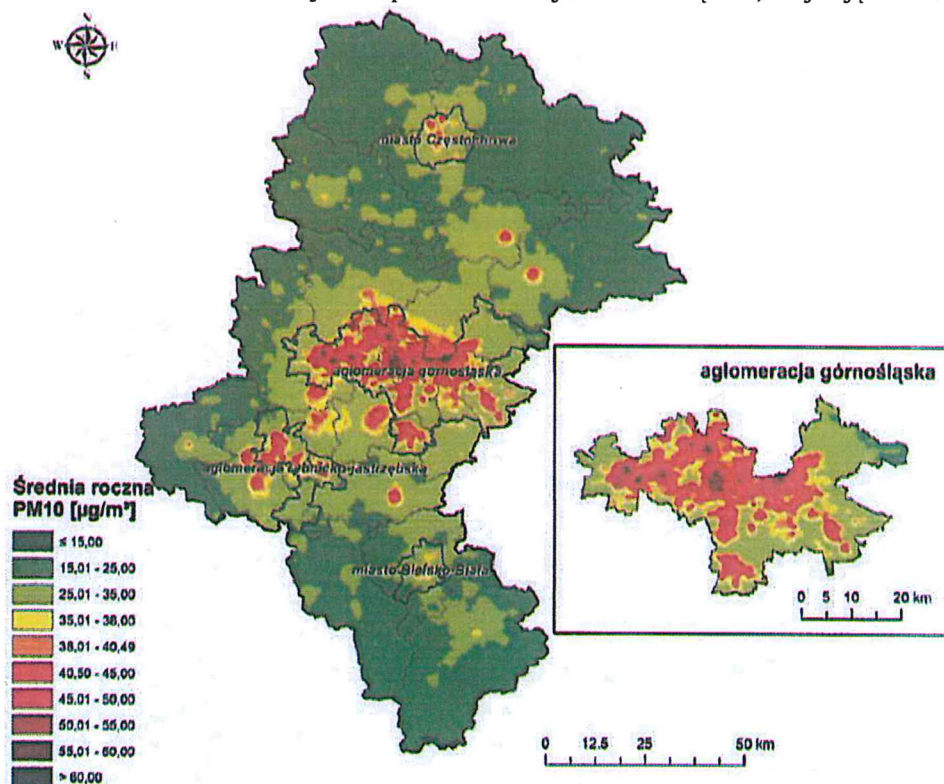 N
W
E
S
miasto Częstochowa
aglomeracja górnośląska
aglomeracja rybnicko-jastrzębska
miasto Bielsko-Biała
Średnia roczna
PM10 [µg/m³]
≤ 15,00
15,01 - 25,00
25,01 - 35,00
35,01 - 38,00
38,01 - 40,49
40,50 - 45,00
45,01 - 50,00
50,01 - 55,00
55,01 - 60,00
> 60,00
aglomeracja górnośląska
0 5 10 20 km
0 12.5 25 50 km